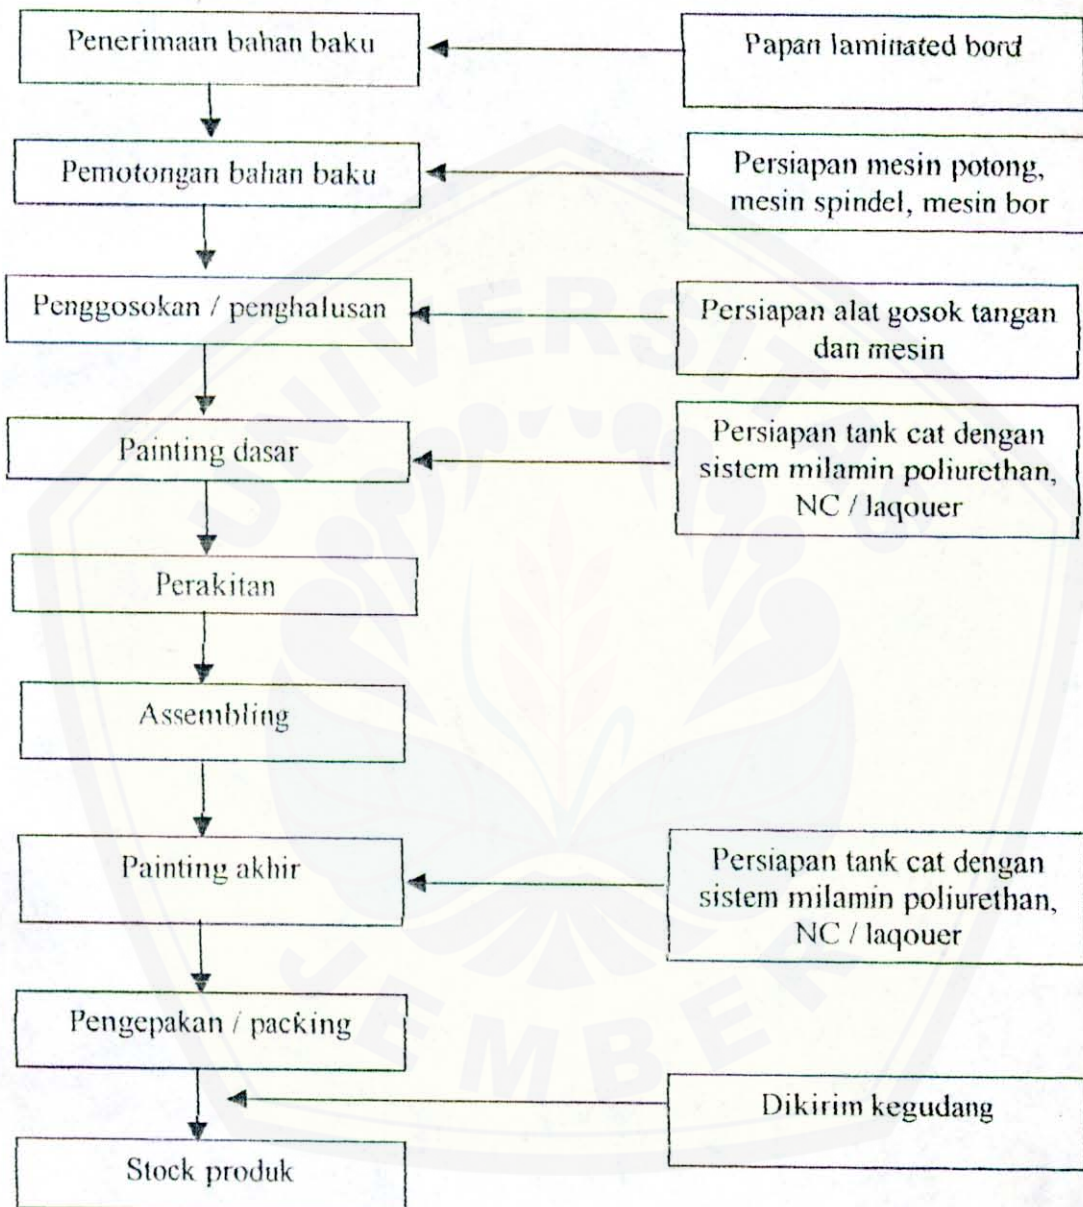 Penerimaan bahan baku
Papan laminated bord
Pemotongan bahan baku
Persiapan mesin potong,
mesin spindel, mesin bor
Penggosokan / penghalusan
Persiapan alat gosok tangan
dan mesin
Painting dasar
Persiapan tank cat dengan
sistem milamin poliurethan,
NC / laqouer
Perakitan
Assembling
Painting akhir
Persiapan tank cat dengan
sistem milamin poliurethan,
NC / laqouer
Pengepakan / packing
Dikirim kegudang
Stock produk
UNIVERSITAS
JEMBER